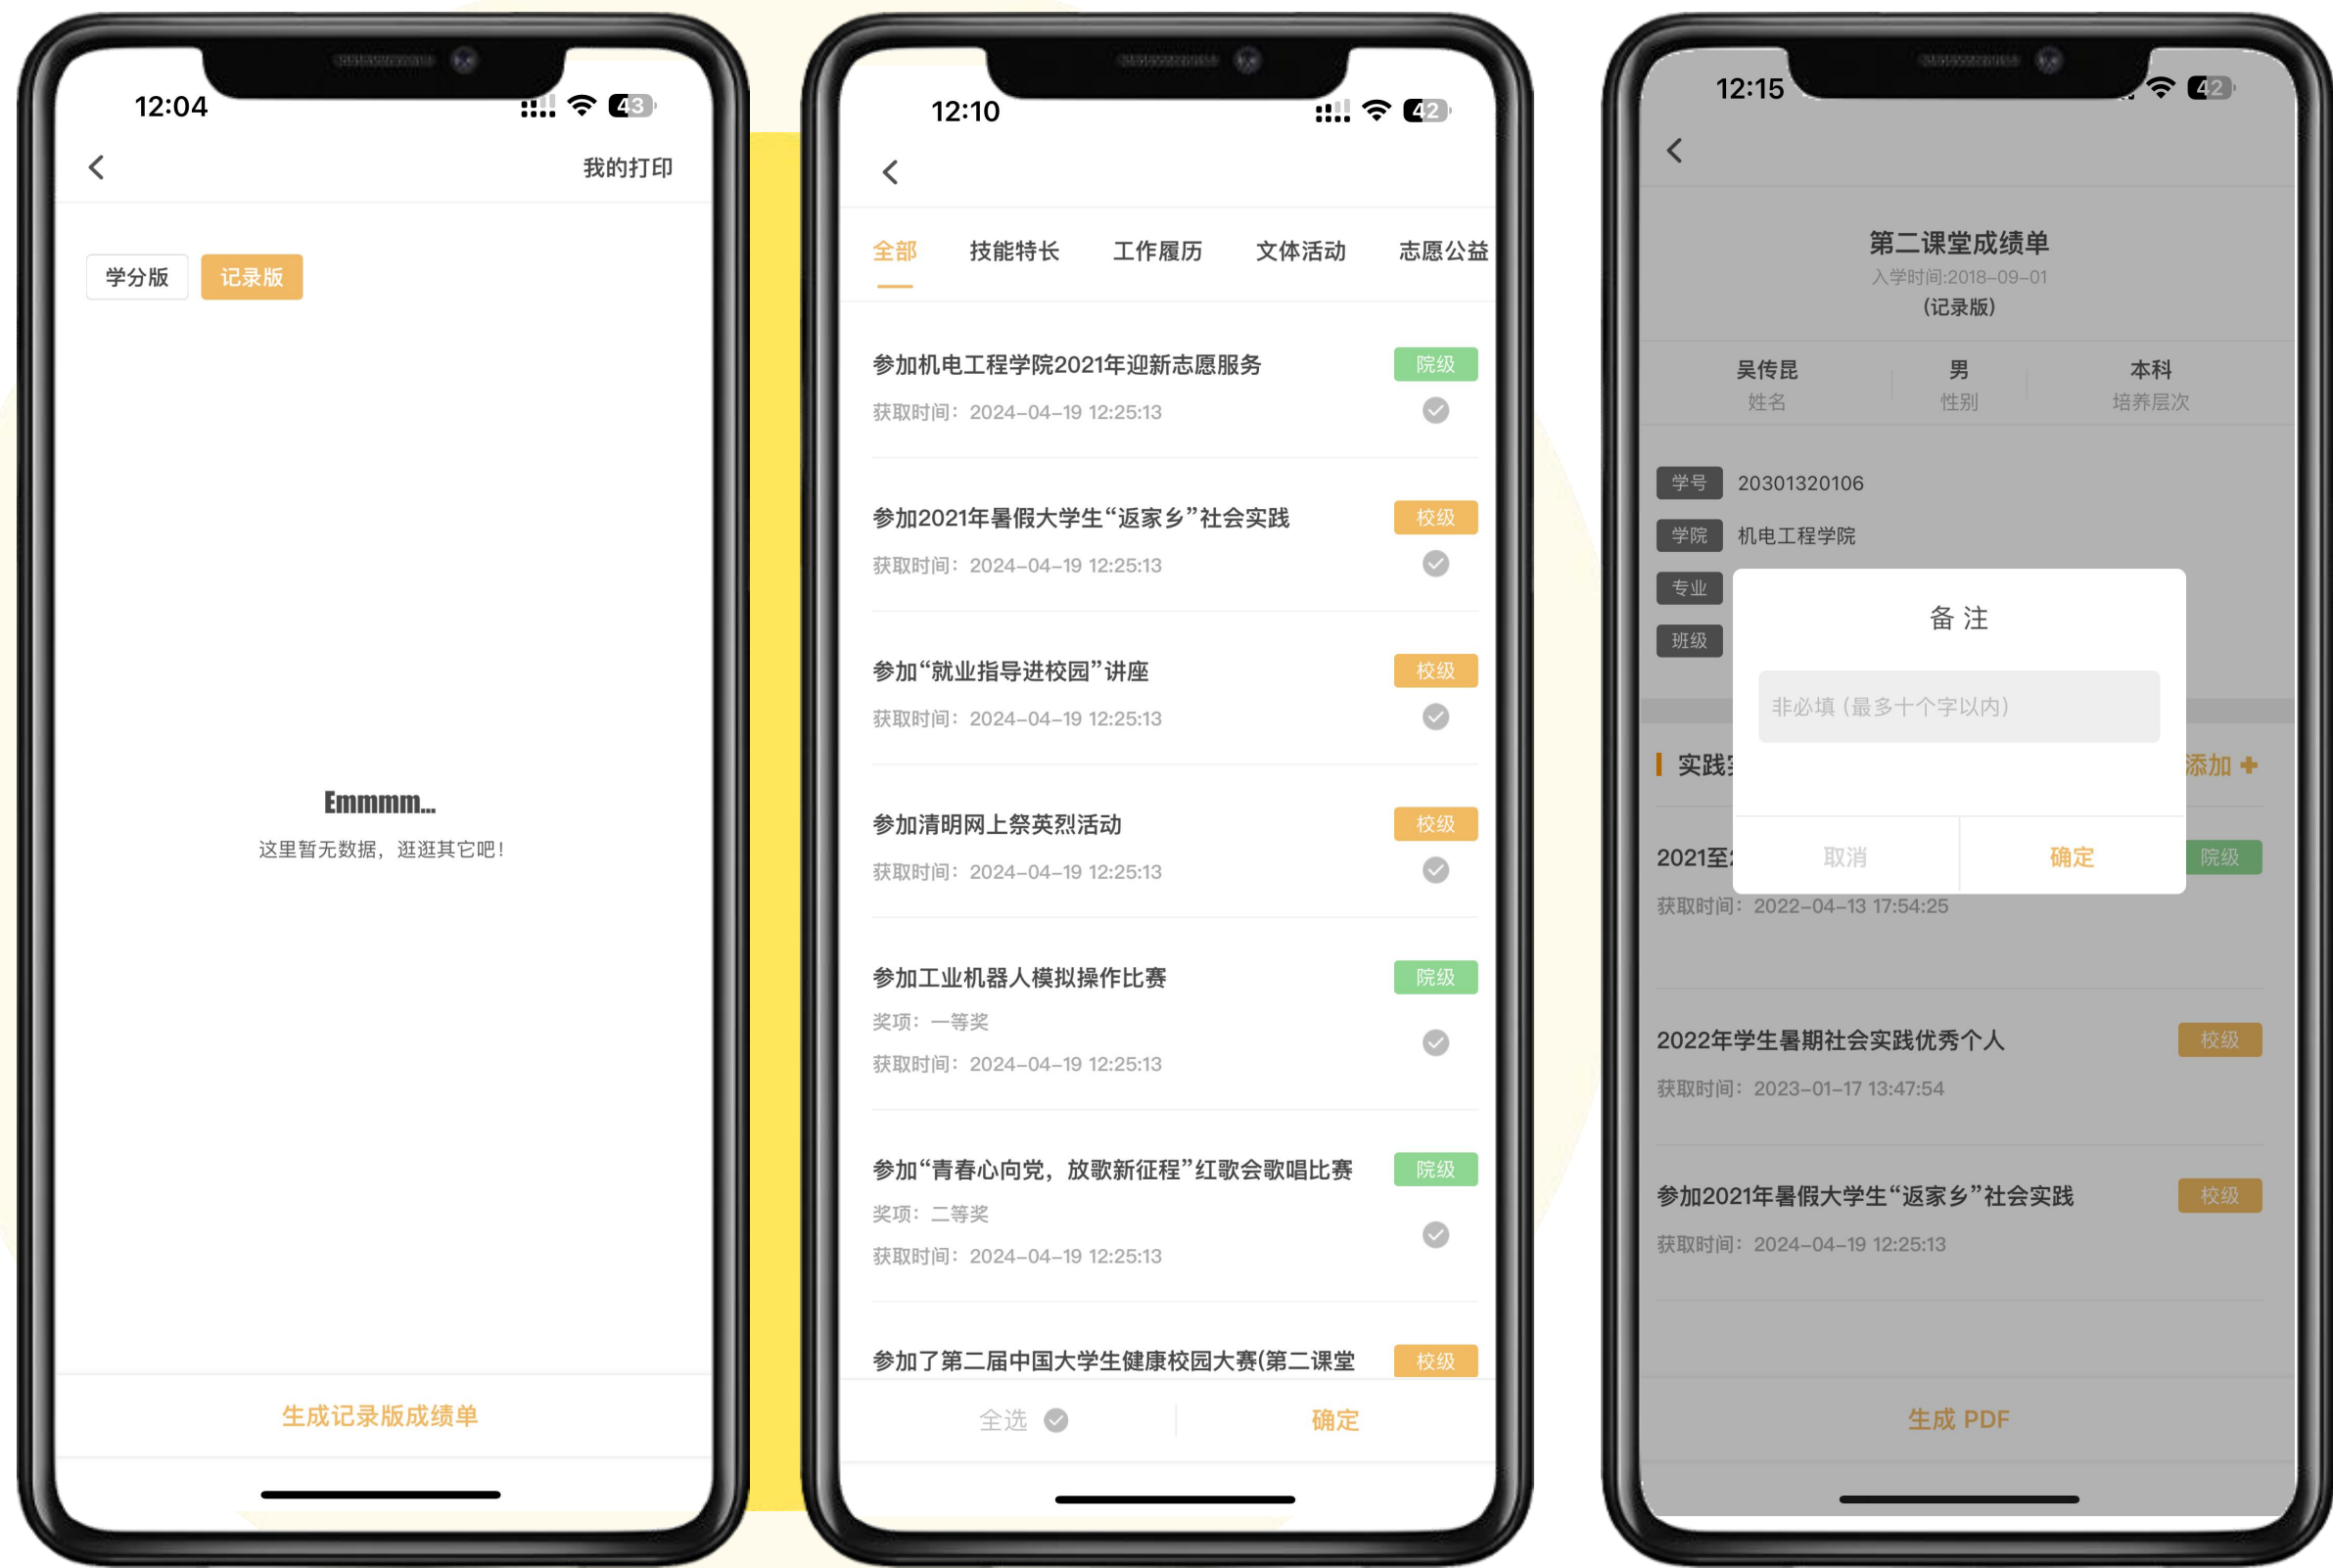 12:04
43
我的打印
学分版
记录版
Emmmm...
这里暂无数据，逛逛其它吧！
生成记录版成绩单
12:10
42
全部 技能特长 工作履历 文体活动 志愿公益
参加机电工程学院2021年迎新志愿服务 院级
获取时间：2024-04-19 12:25:13
参加2021年暑假大学生“返家乡”社会实践 校级
获取时间：2024-04-19 12:25:13
参加“就业指导进校园”讲座 校级
获取时间：2024-04-19 12:25:13
参加清明网上祭英烈活动 校级
获取时间：2024-04-19 12:25:13
参加工业机器人模拟操作比赛 院级
奖项：一等奖
获取时间：2024-04-19 12:25:13
参加“青春心向党，放歌新征程”红歌会歌唱比赛 院级
奖项：二等奖
获取时间：2024-04-19 12:25:13
参加了第二届中国大学生健康校园大赛(第二课堂 校级
全选 确定
12:15
42
第二课堂成绩单
入学时间:2018-09-01
(记录版)
吴传昆 男 本科
姓名 性别 培养层次
学号 20301320106
学院 机电工程学院
专业
班级
备 注
非必填 (最多十个字以内)
取消 确定
实践 添加
2021至 院级
获取时间：2022-04-13 17:54:25
2022年学生暑期社会实践优秀个人 校级
获取时间：2023-01-17 13:47:54
参加2021年暑假大学生“返家乡”社会实践 校级
获取时间：2024-04-19 12:25:13
生成 PDF